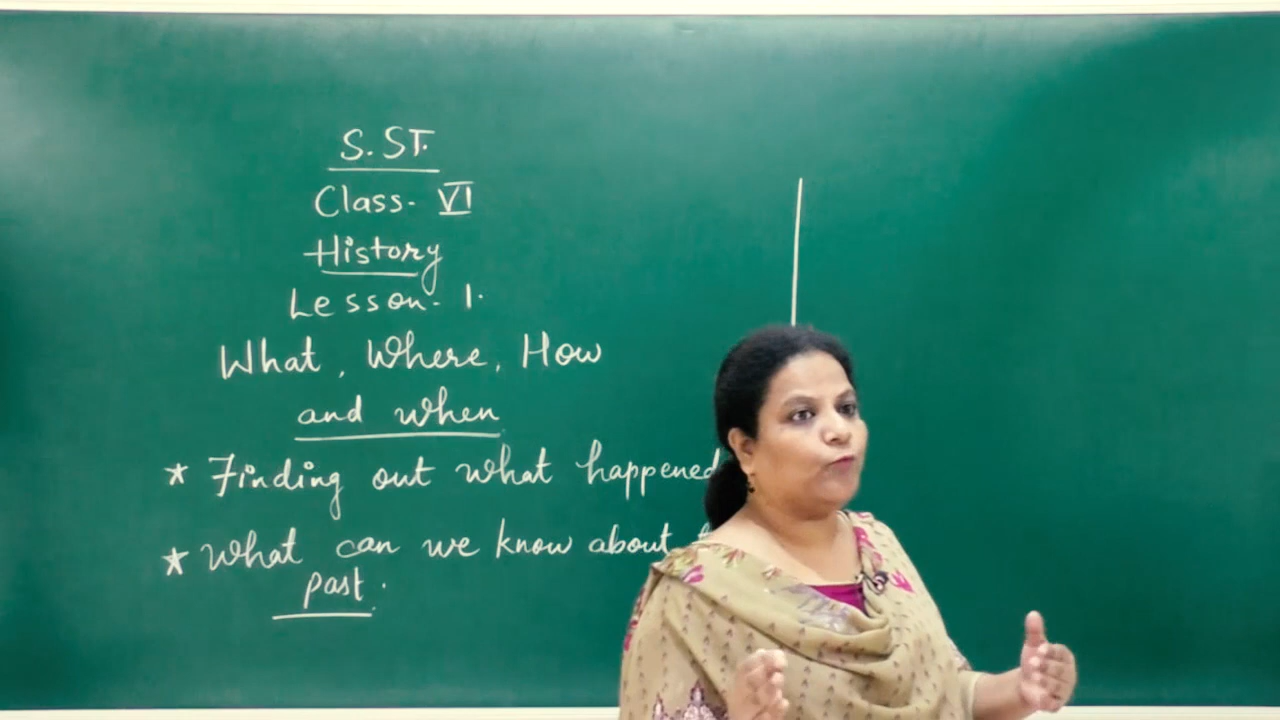 S.ST.
Class- VI
History
Lesson- 1.
What, Where, How
and when
* Finding out what happened
* What can we know about
past.